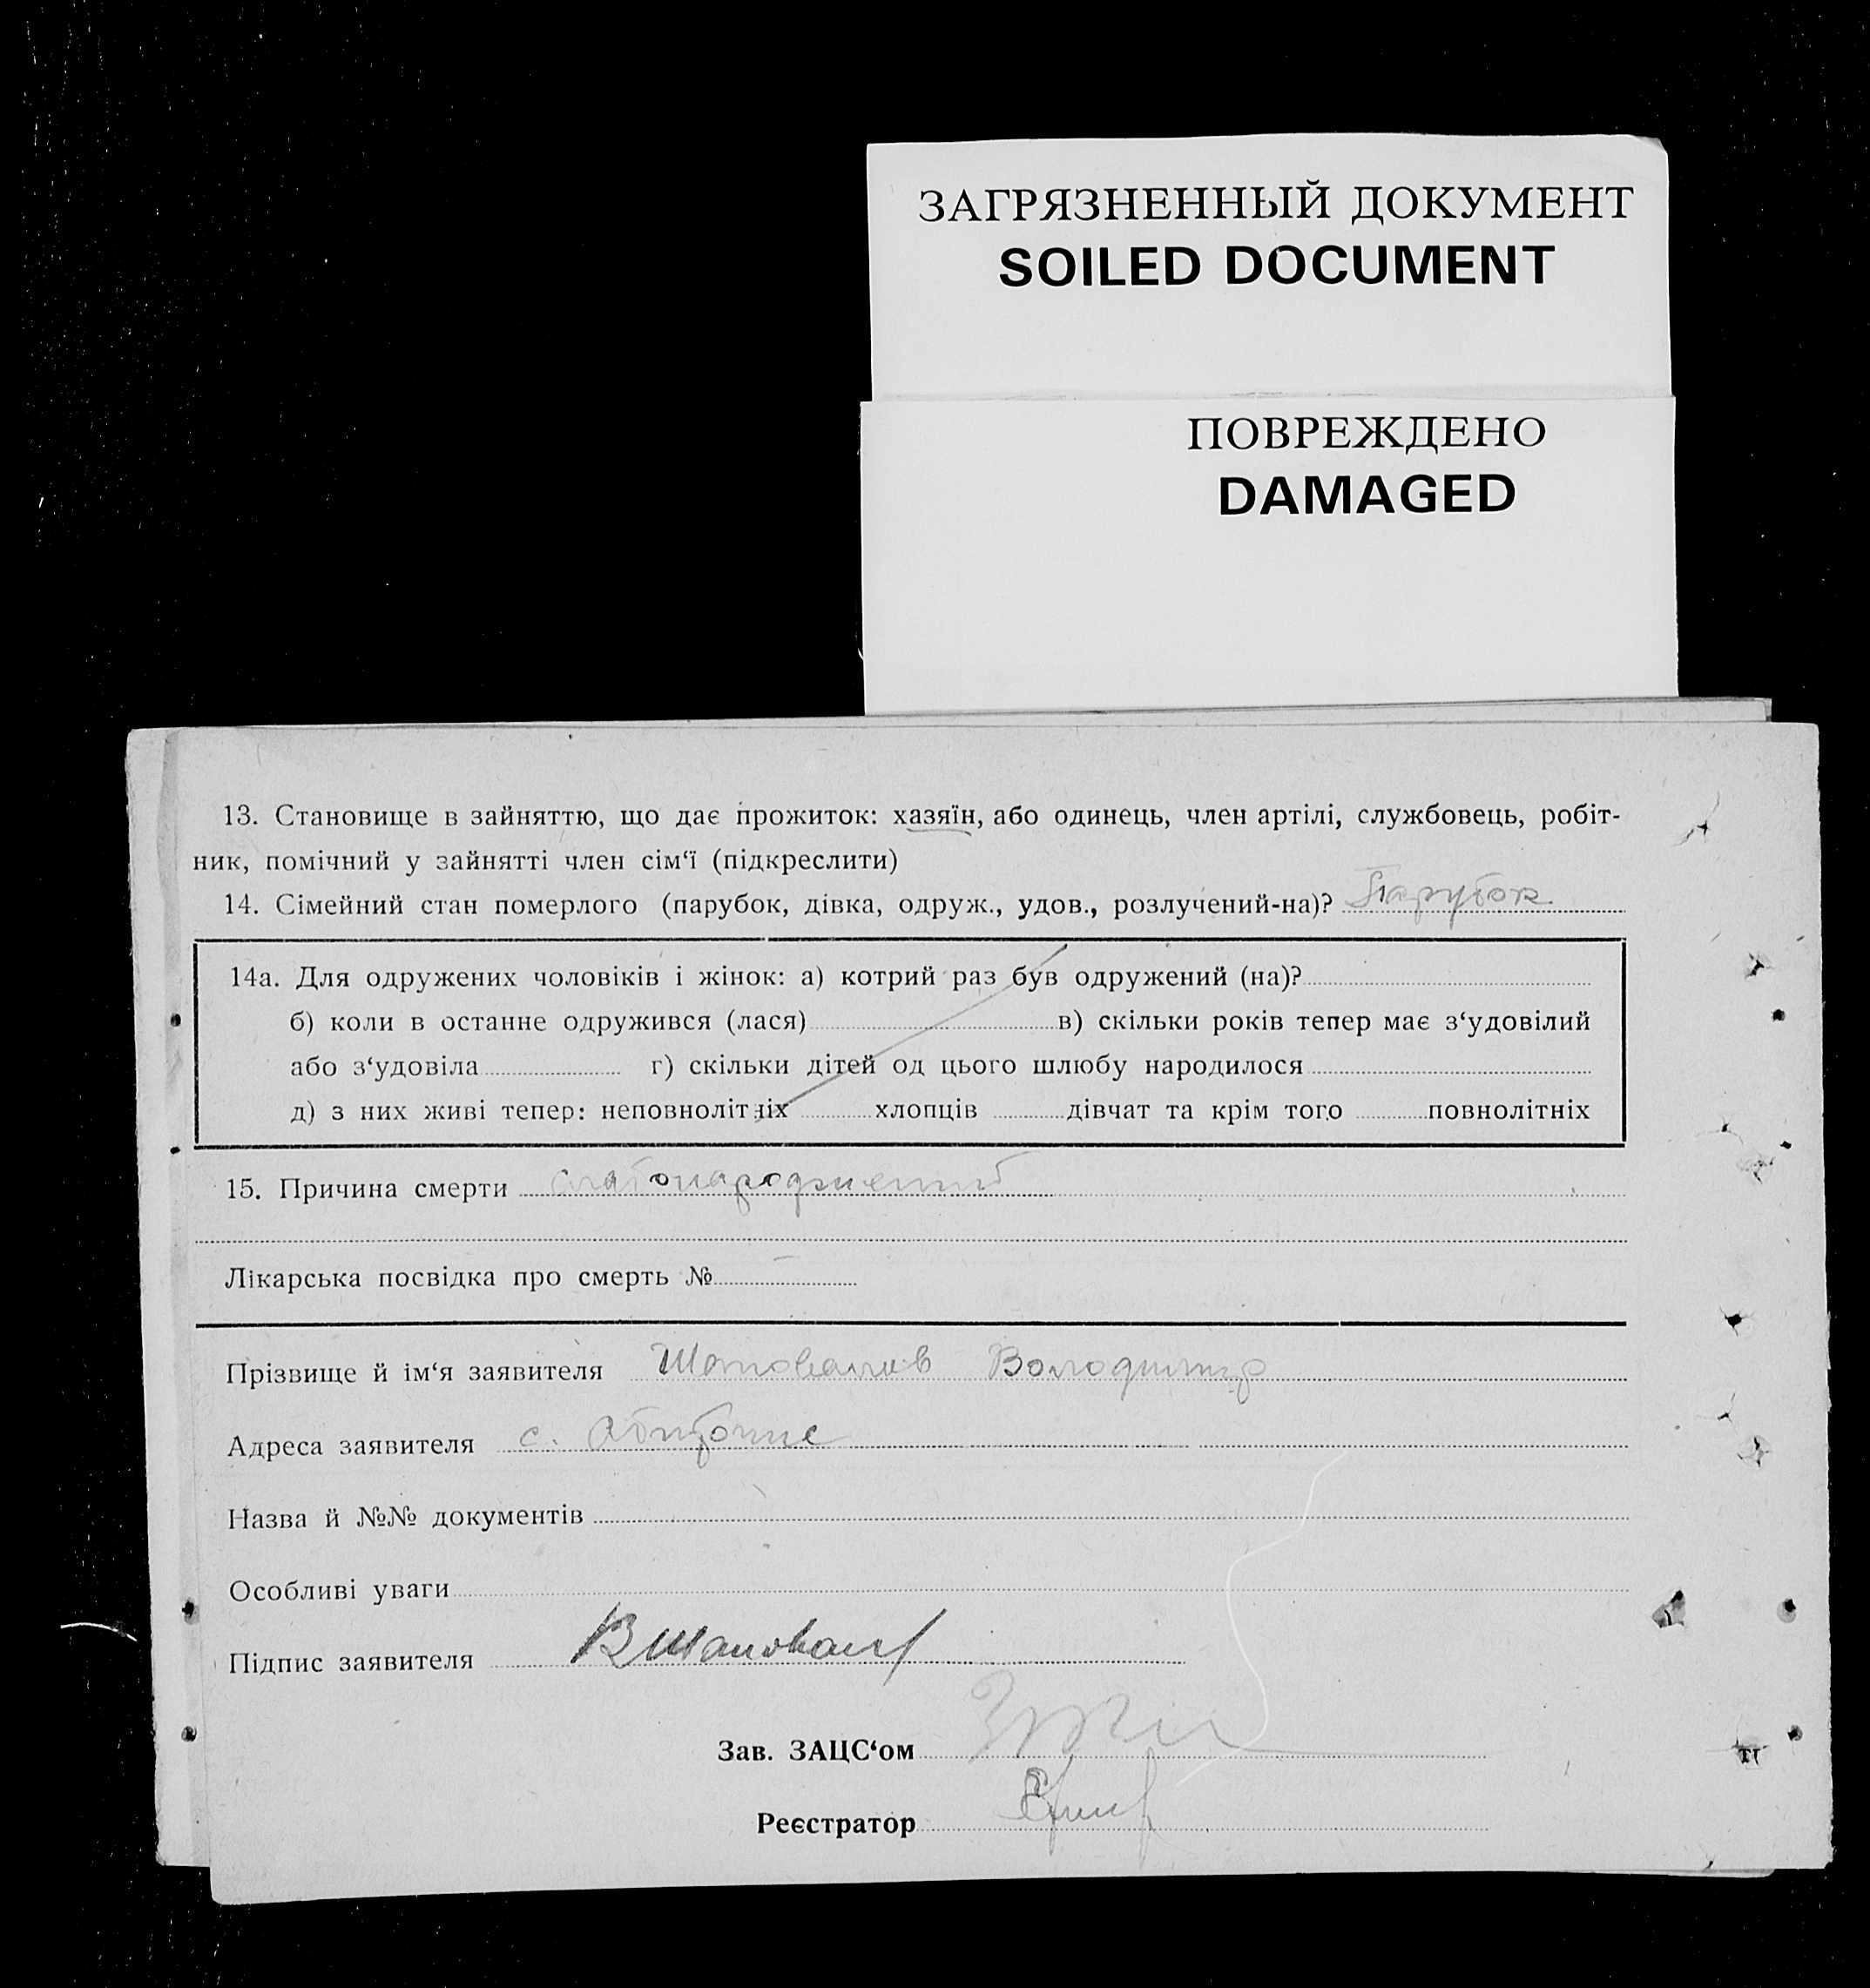 ЗАГРЯЗНЕННЫЙ ДОКУМЕНТ
SOILED DOCUMENT
ПОВРЕЖДЕНО
DAMAGED
13. Становище в зайняттю, що дає прожиток: хазяїн, або одинець, член артілі, службовець, робіт-
ник, помічний у зайнятті член сім‘ї (підкреслити)
14. Сімейний стан померлого (парубок, дівка, одруж., удов., розлучений-на)? Парубок
14а. Для одружених чоловіків і жінок: а) котрий раз був одружений (на)?
б) коли в останне одружився (лася) в) скільки років тепер має з‘удовілий
або з‘удовіла г) скільки дітей од цього шлюбу народилося
д) з них живі тепер: неповнолітніх хлопців дівчат та крім того повнолітніх
15. Причина смерти слабонароджений
Лікарська посвідка про смерть №
Прізвище й ім‘я заявителя Шаповалив Володимир
Адреса заявителя с.
Назва й №№ документів
Особливі уваги
Підпис заявителя ВШаповал
Зав. ЗАЦС‘ом
Реєстратор